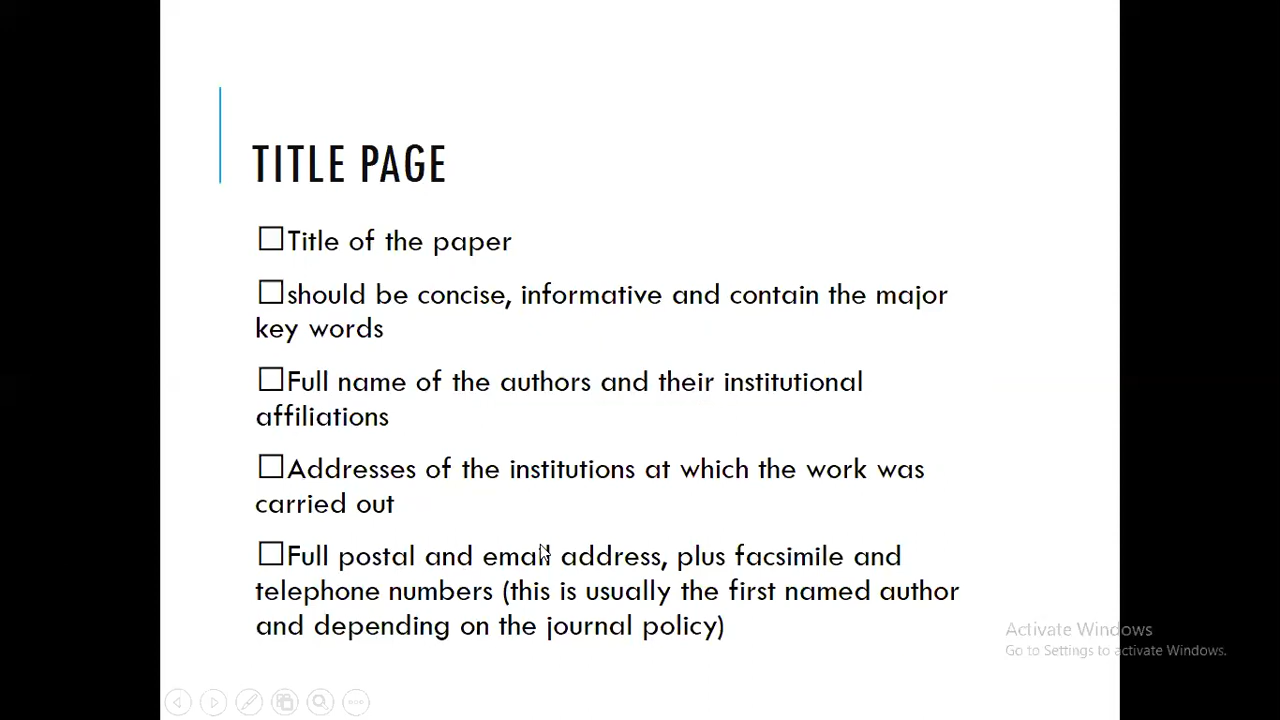 TITLE PAGE
☐Title of the paper
☐should be concise, informative and contain the major
key words
☐Full name of the authors and their institutional
affiliations
☐Addresses of the institutions at which the work was
carried out
☐Full postal and email address, plus facsimile and
telephone numbers (this is usually the first named author
and depending on the journal policy)
Activate Windows
Go to Settings to activate Windows.